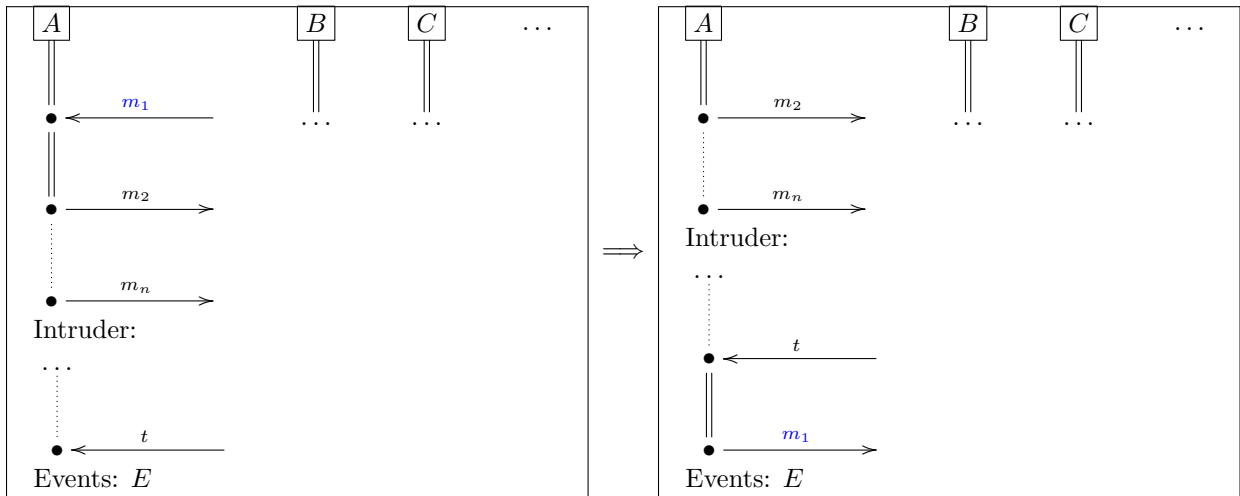 A B C ...
m₁
... ...
m₂
mₙ
Intruder:
...
t
Events: E
⟹
A B C ...
m₂
... ...
mₙ
Intruder:
...
t
m₁
Events: E